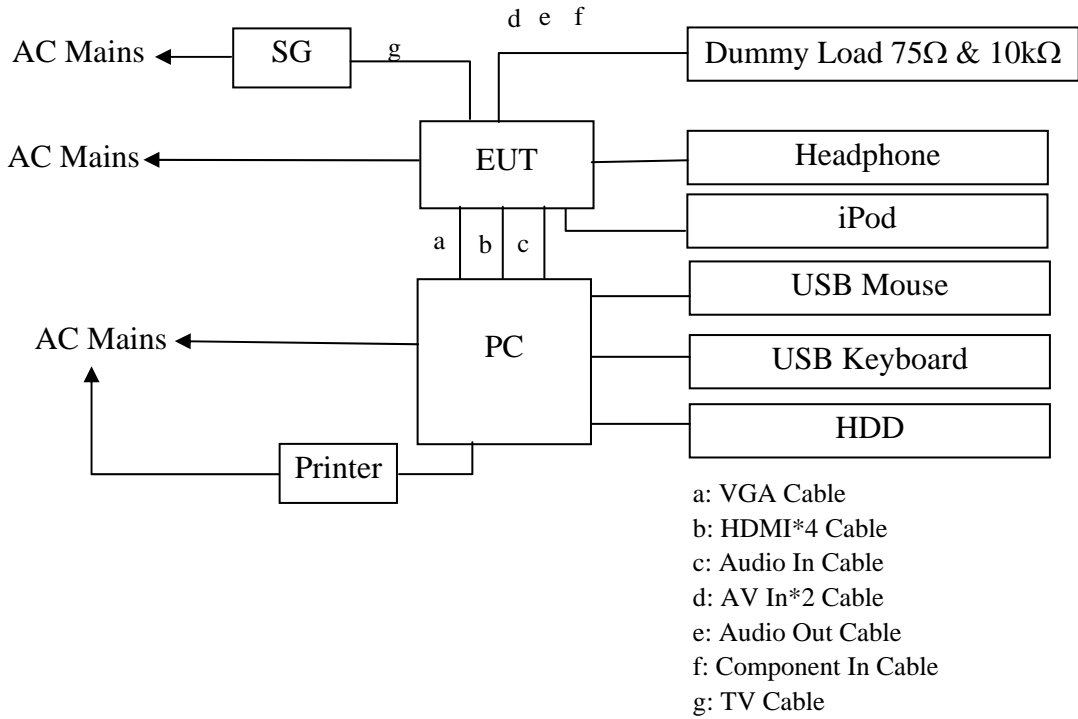 d e f
AC Mains
SG
g
Dummy Load 75Ω & 10kΩ
AC Mains
EUT
Headphone
iPod
a b c
USB Mouse
AC Mains
PC
USB Keyboard
HDD
Printer
a: VGA Cable
b: HDMI*4 Cable
c: Audio In Cable
d: AV In*2 Cable
e: Audio Out Cable
f: Component In Cable
g: TV Cable